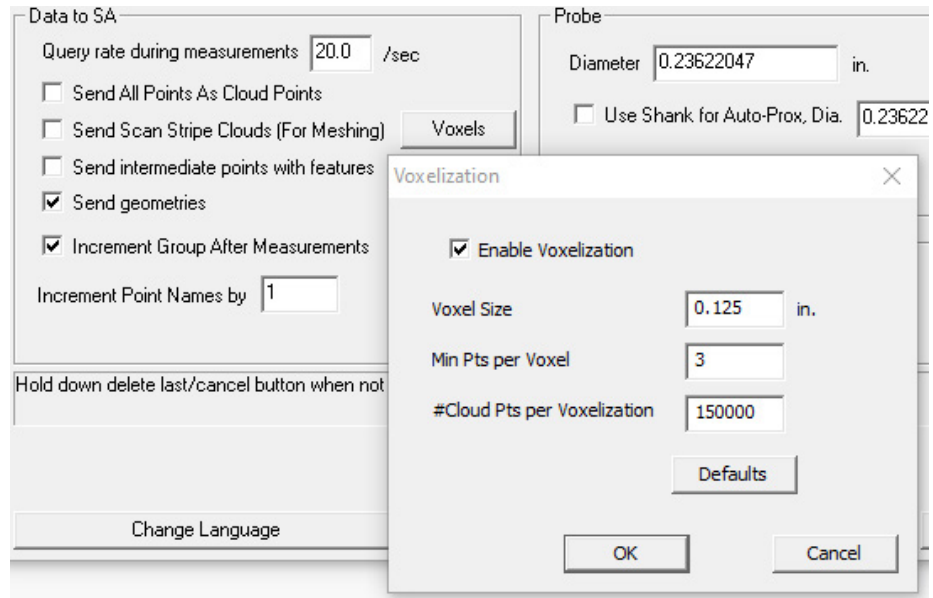 Data to SA
Query rate during measurements 20.0 /sec
Send All Points As Cloud Points
Send Scan Stripe Clouds (For Meshing) Voxels
Send intermediate points with features
Send geometries
Increment Group After Measurements
Increment Point Names by 1
Probe
Diameter 0.23622047 in.
Use Shank for Auto-Prox, Dia. 0.23622
Hold down delete last/cancel button when not
Change Language
Voxelization
Enable Voxelization
Voxel Size 0.125 in.
Min Pts per Voxel 3
#Cloud Pts per Voxelization 150000
Defaults
OK Cancel